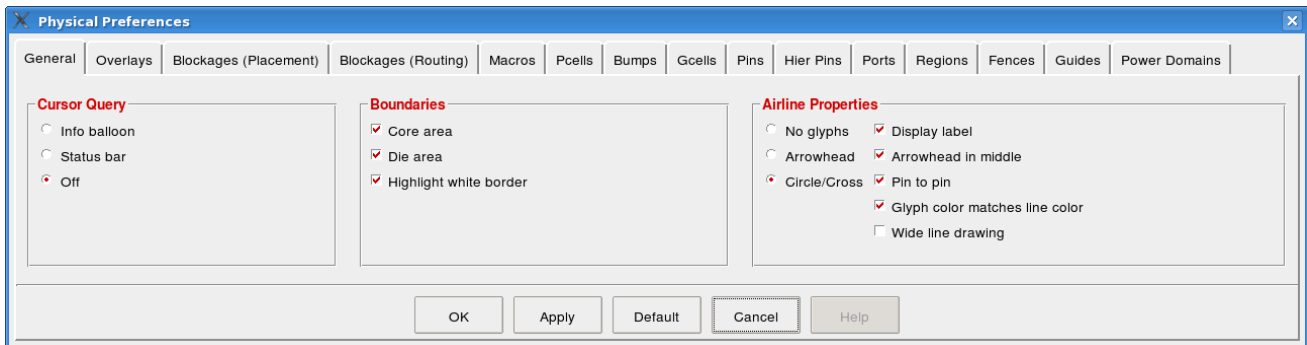 Physical Preferences
General Overlays Blockages (Placement) Blockages (Routing) Macros Pcells Bumps Gcells Pins Hier Pins Ports Regions Fences Guides Power Domains
Cursor Query
Info balloon
Status bar
Off
Boundaries
Core area
Die area
Highlight white border
Airline Properties
No glyphs Display label
Arrowhead Arrowhead in middle
Circle/Cross Pin to pin
Glyph color matches line color
Wide line drawing
OK Apply Default Cancel Help